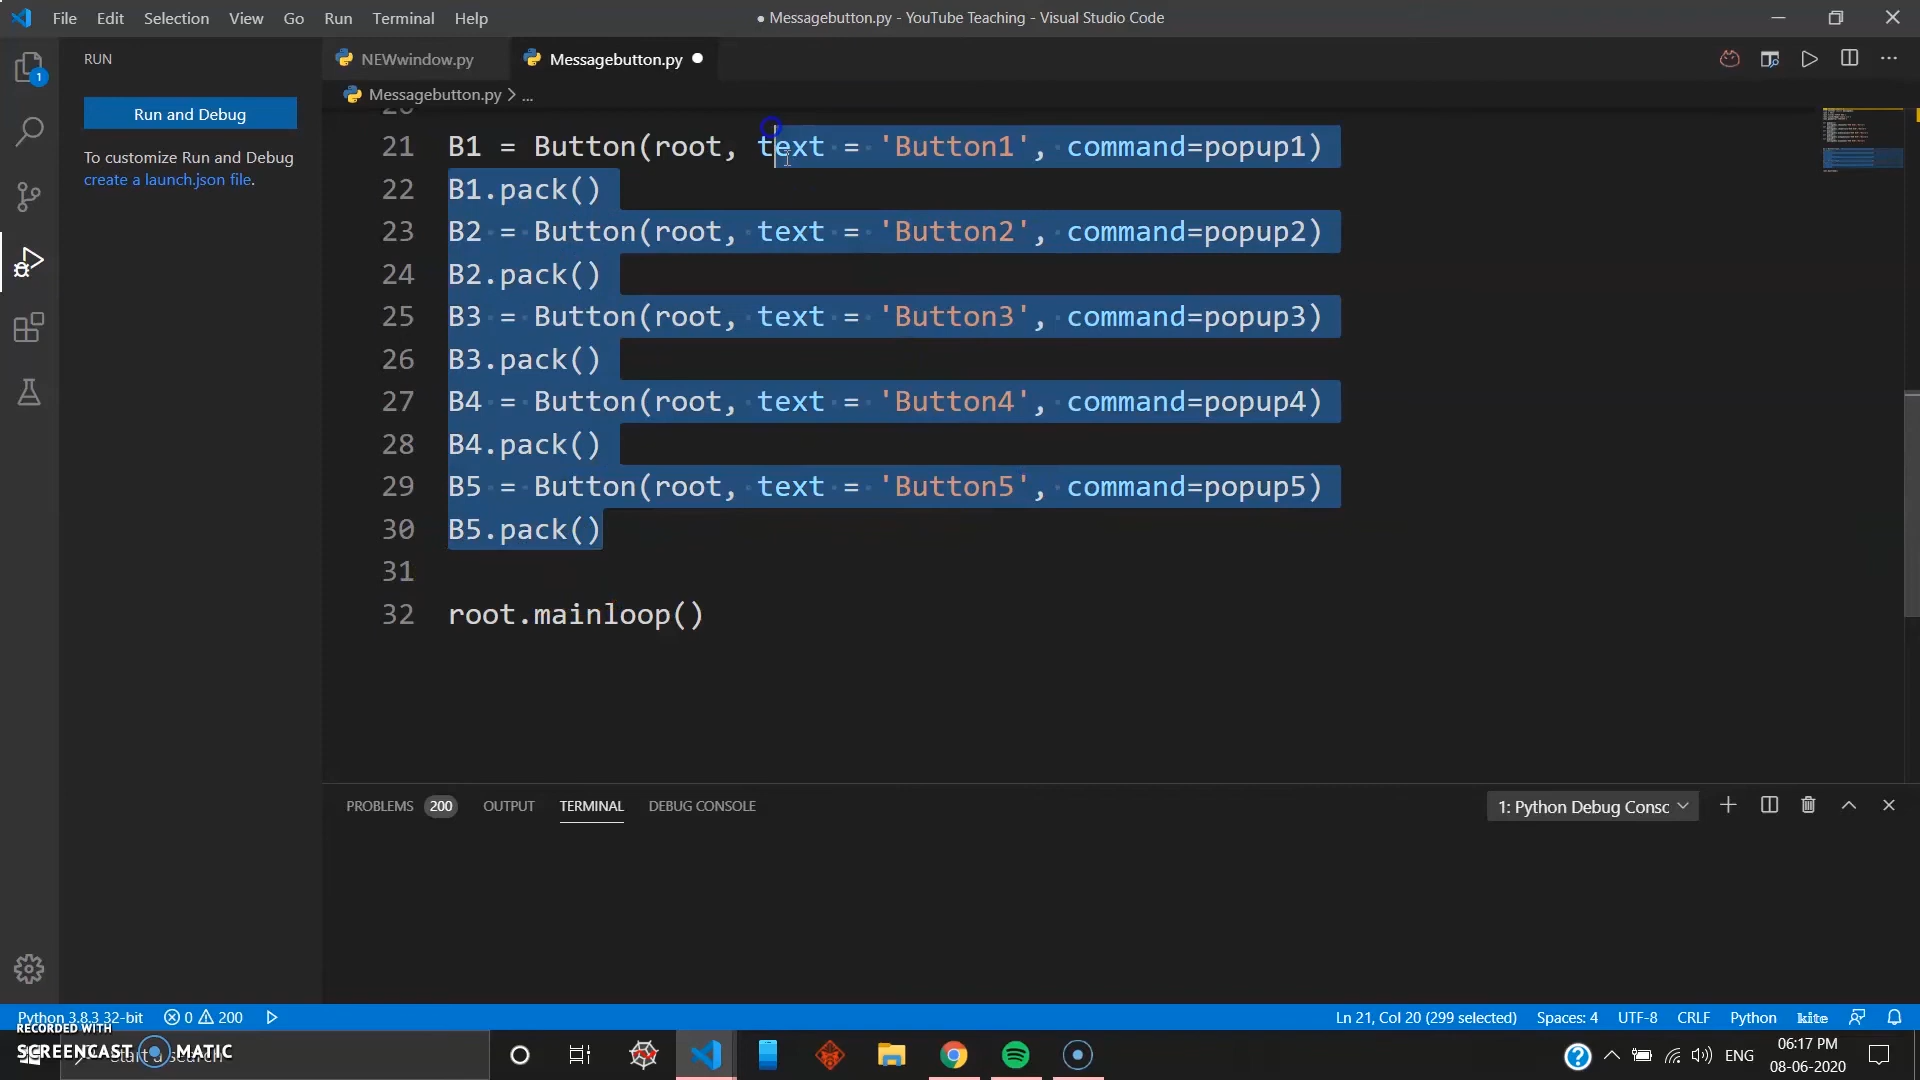 File Edit Selection View Go Run Terminal Help
● Messagebutton.py - YouTube Teaching - Visual Studio Code
RUN
NEWwindow.py
Messagebutton.py
Run and Debug
Messagebutton.py > ...
To customize Run and Debug
create a launch.json file.
21 B1 = Button(root, text = 'Button1', command=popup1)
22 B1.pack()
23 B2 = Button(root, text = 'Button2', command=popup2)
24 B2.pack()
25 B3 = Button(root, text = 'Button3', command=popup3)
26 B3.pack()
27 B4 = Button(root, text = 'Button4', command=popup4)
28 B4.pack()
29 B5 = Button(root, text = 'Button5', command=popup5)
30 B5.pack()
31
32 root.mainloop()
PROBLEMS 200 OUTPUT TERMINAL DEBUG CONSOLE
1: Python Debug Consc
Python 3.8.3 32-bit 0 200
Ln 21, Col 20 (299 selected) Spaces: 4 UTF-8 CRLF Python kite
RECORDED WITH
SCREENCAST MATIC
ENG
06:17 PM
08-06-2020